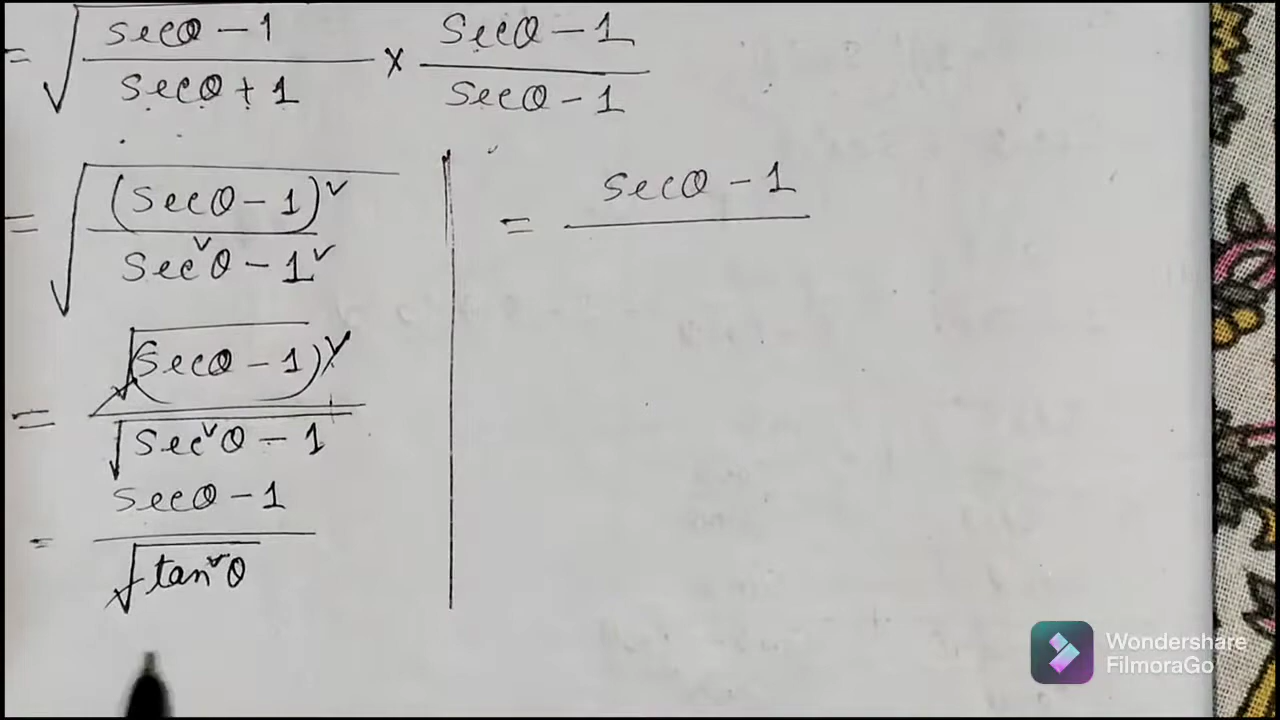 = √(secθ - 1 / secθ + 1) × secθ - 1 / secθ - 1
= √((secθ - 1)² / sec²θ - 1²)
= √(secθ - 1)² / √sec²θ - 1
= secθ - 1 / √tan²θ
= secθ - 1
Wondershare
FilmoraGo